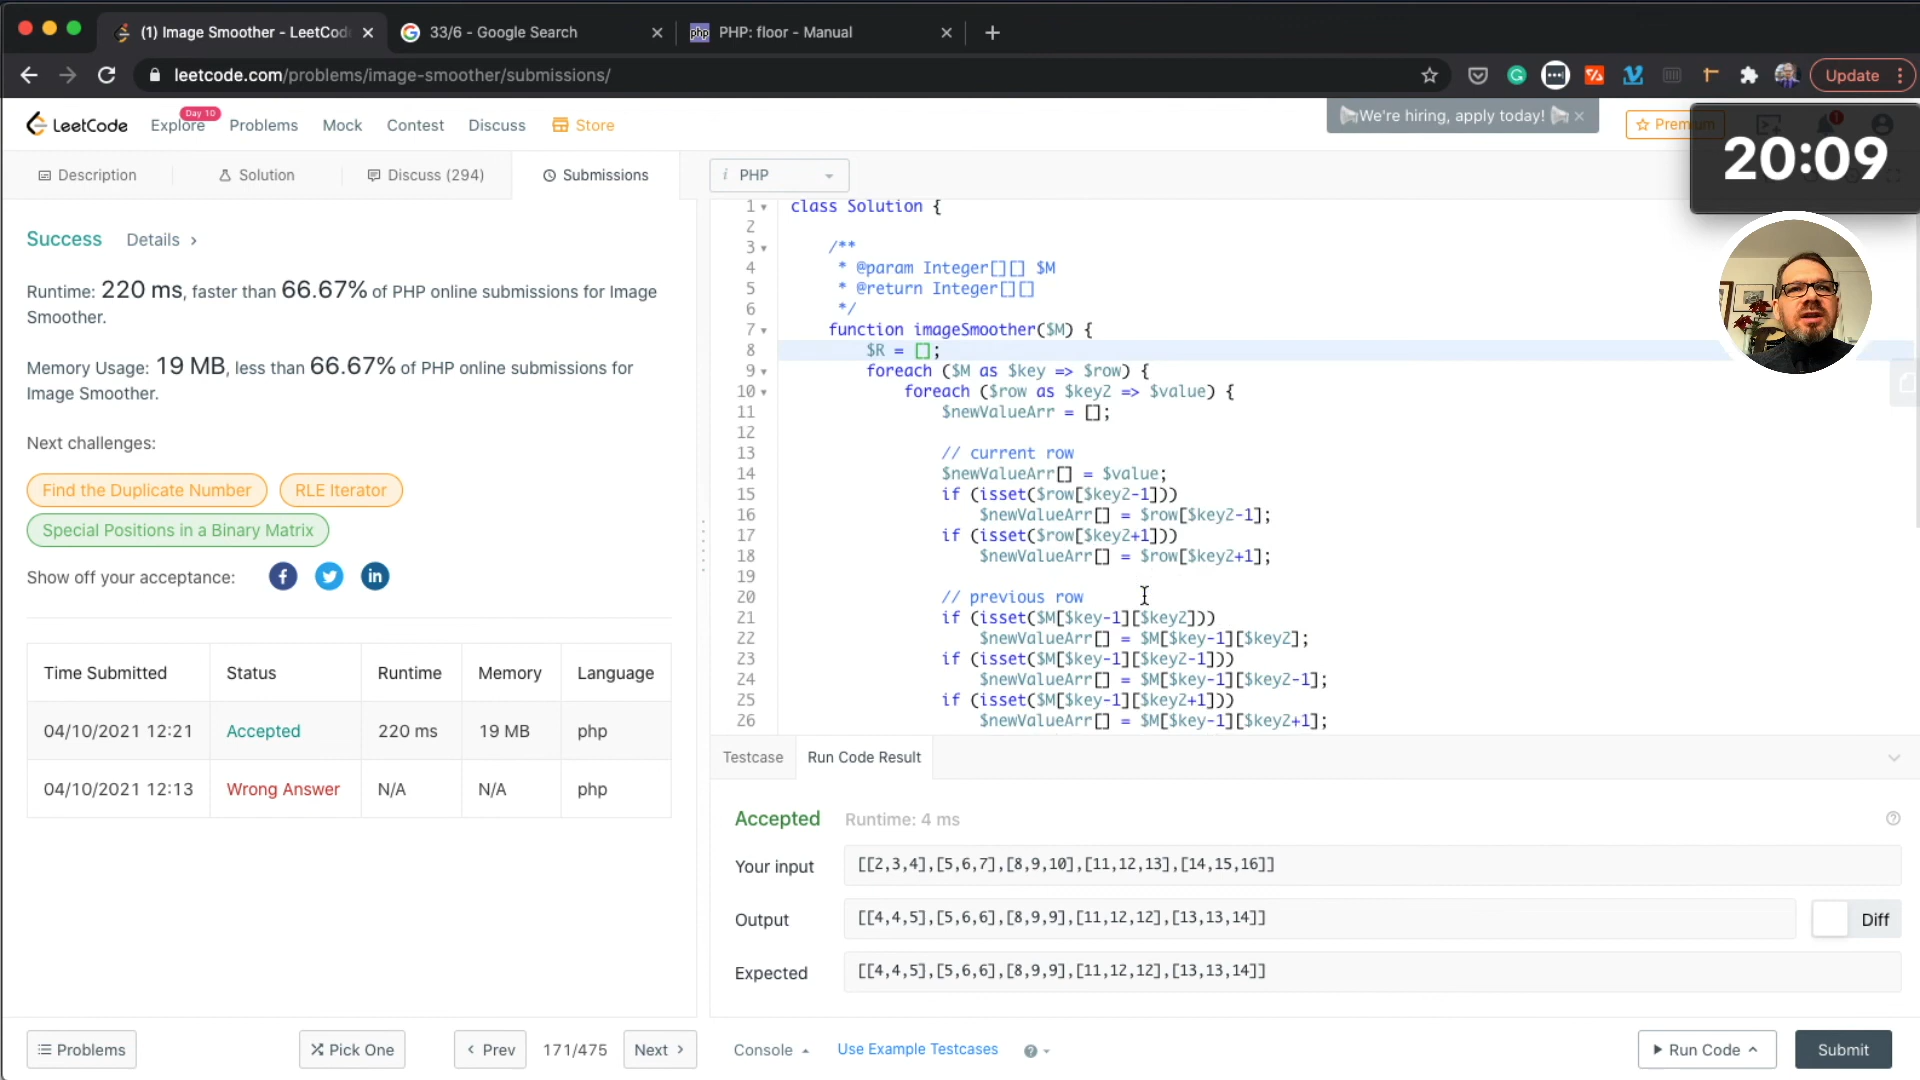 (1) Image Smoother - LeetCod
33/6 - Google Search
php PHP: floor - Manual
leetcode.com/problems/image-smoother/submissions/
Update
LeetCode
Explore
Day 10
Problems
Mock
Contest
Discuss
Store
We're hiring, apply today!
Premium
20:09
Description
Solution
Discuss (294)
Submissions
i PHP
Success Details >
Runtime: 220 ms, faster than 66.67% of PHP online submissions for Image
Smoother.
Memory Usage: 19 MB, less than 66.67% of PHP online submissions for
Image Smoother.
Next challenges:
Find the Duplicate Number
RLE Iterator
Special Positions in a Binary Matrix
Show off your acceptance:
Time Submitted Status Runtime Memory Language
04/10/2021 12:21 Accepted 220 ms 19 MB php
04/10/2021 12:13 Wrong Answer N/A N/A php
1 class Solution {
2
3 /**
4 * @param Integer[][] $M
5 * @return Integer[][]
6 */
7 function imageSmoother($M) {
8 $R = [];
9 foreach ($M as $key => $row) {
10 foreach ($row as $key2 => $value) {
11 $newValueArr = [];
12
13 // current row
14 $newValueArr[] = $value;
15 if (isset($row[$key2-1]))
16 $newValueArr[] = $row[$key2-1];
17 if (isset($row[$key2+1]))
18 $newValueArr[] = $row[$key2+1];
19
20 // previous row
21 if (isset($M[$key-1][$key2]))
22 $newValueArr[] = $M[$key-1][$key2];
23 if (isset($M[$key-1][$key2-1]))
24 $newValueArr[] = $M[$key-1][$key2-1];
25 if (isset($M[$key-1][$key2+1]))
26 $newValueArr[] = $M[$key-1][$key2+1];
Testcase
Run Code Result
Accepted Runtime: 4 ms
Your input [[2,3,4],[5,6,7],[8,9,10],[11,12,13],[14,15,16]]
Output [[4,4,5],[5,6,6],[8,9,9],[11,12,12],[13,13,14]]
Diff
Expected [[4,4,5],[5,6,6],[8,9,9],[11,12,12],[13,13,14]]
Problems
Pick One
< Prev
171/475
Next >
Console
Use Example Testcases
Run Code
Submit